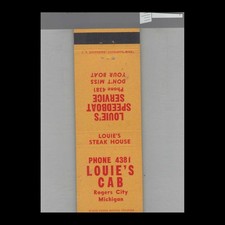 LOUIE'S
SPEEDBOAT
SERVICE
Phone 4381
DON'T MISS
YOUR BOAT
LOUIE'S
STEAK HOUSE
PHONE 4381
LOUIE'S
CAB
Rogers City
Michigan